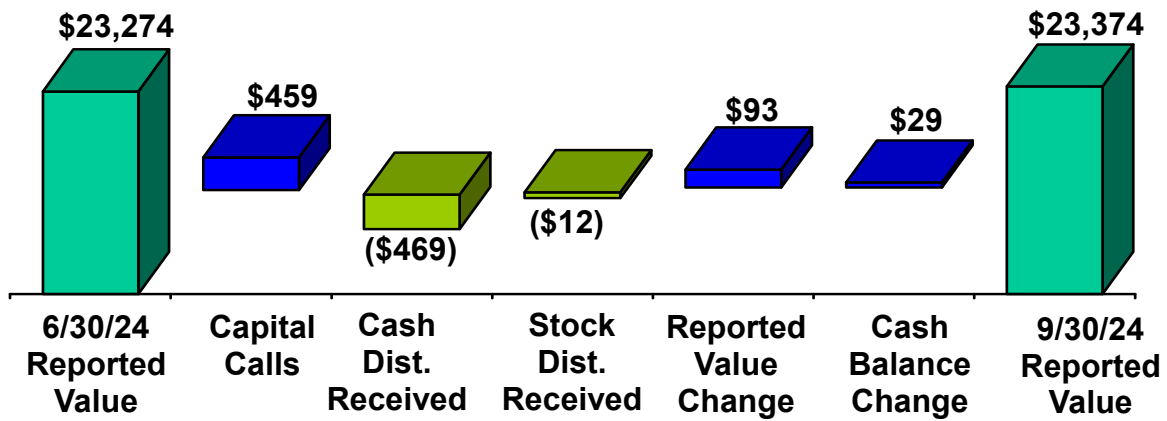 $23,274
$459
($469)
($12)
$93
$29
$23,374
6/30/24
Reported
Value
Capital
Calls
Cash
Dist.
Received
Stock
Dist.
Received
Reported
Value
Change
Cash
Balance
Change
9/30/24
Reported
Value